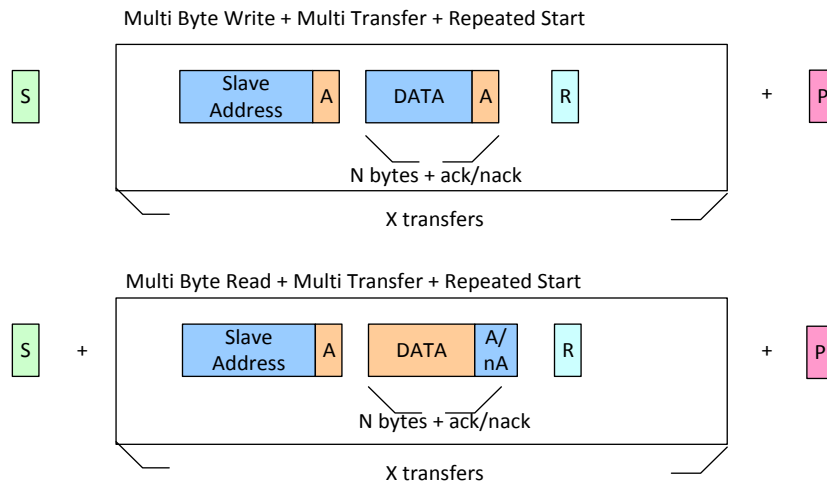 Multi Byte Write + Multi Transfer + Repeated Start
S
Slave
Address
A
DATA
A
R
+
P
N bytes + ack/nack
X transfers
Multi Byte Read + Multi Transfer + Repeated Start
S
+
Slave
Address
A
DATA
A/
nA
R
+
P
N bytes + ack/nack
X transfers